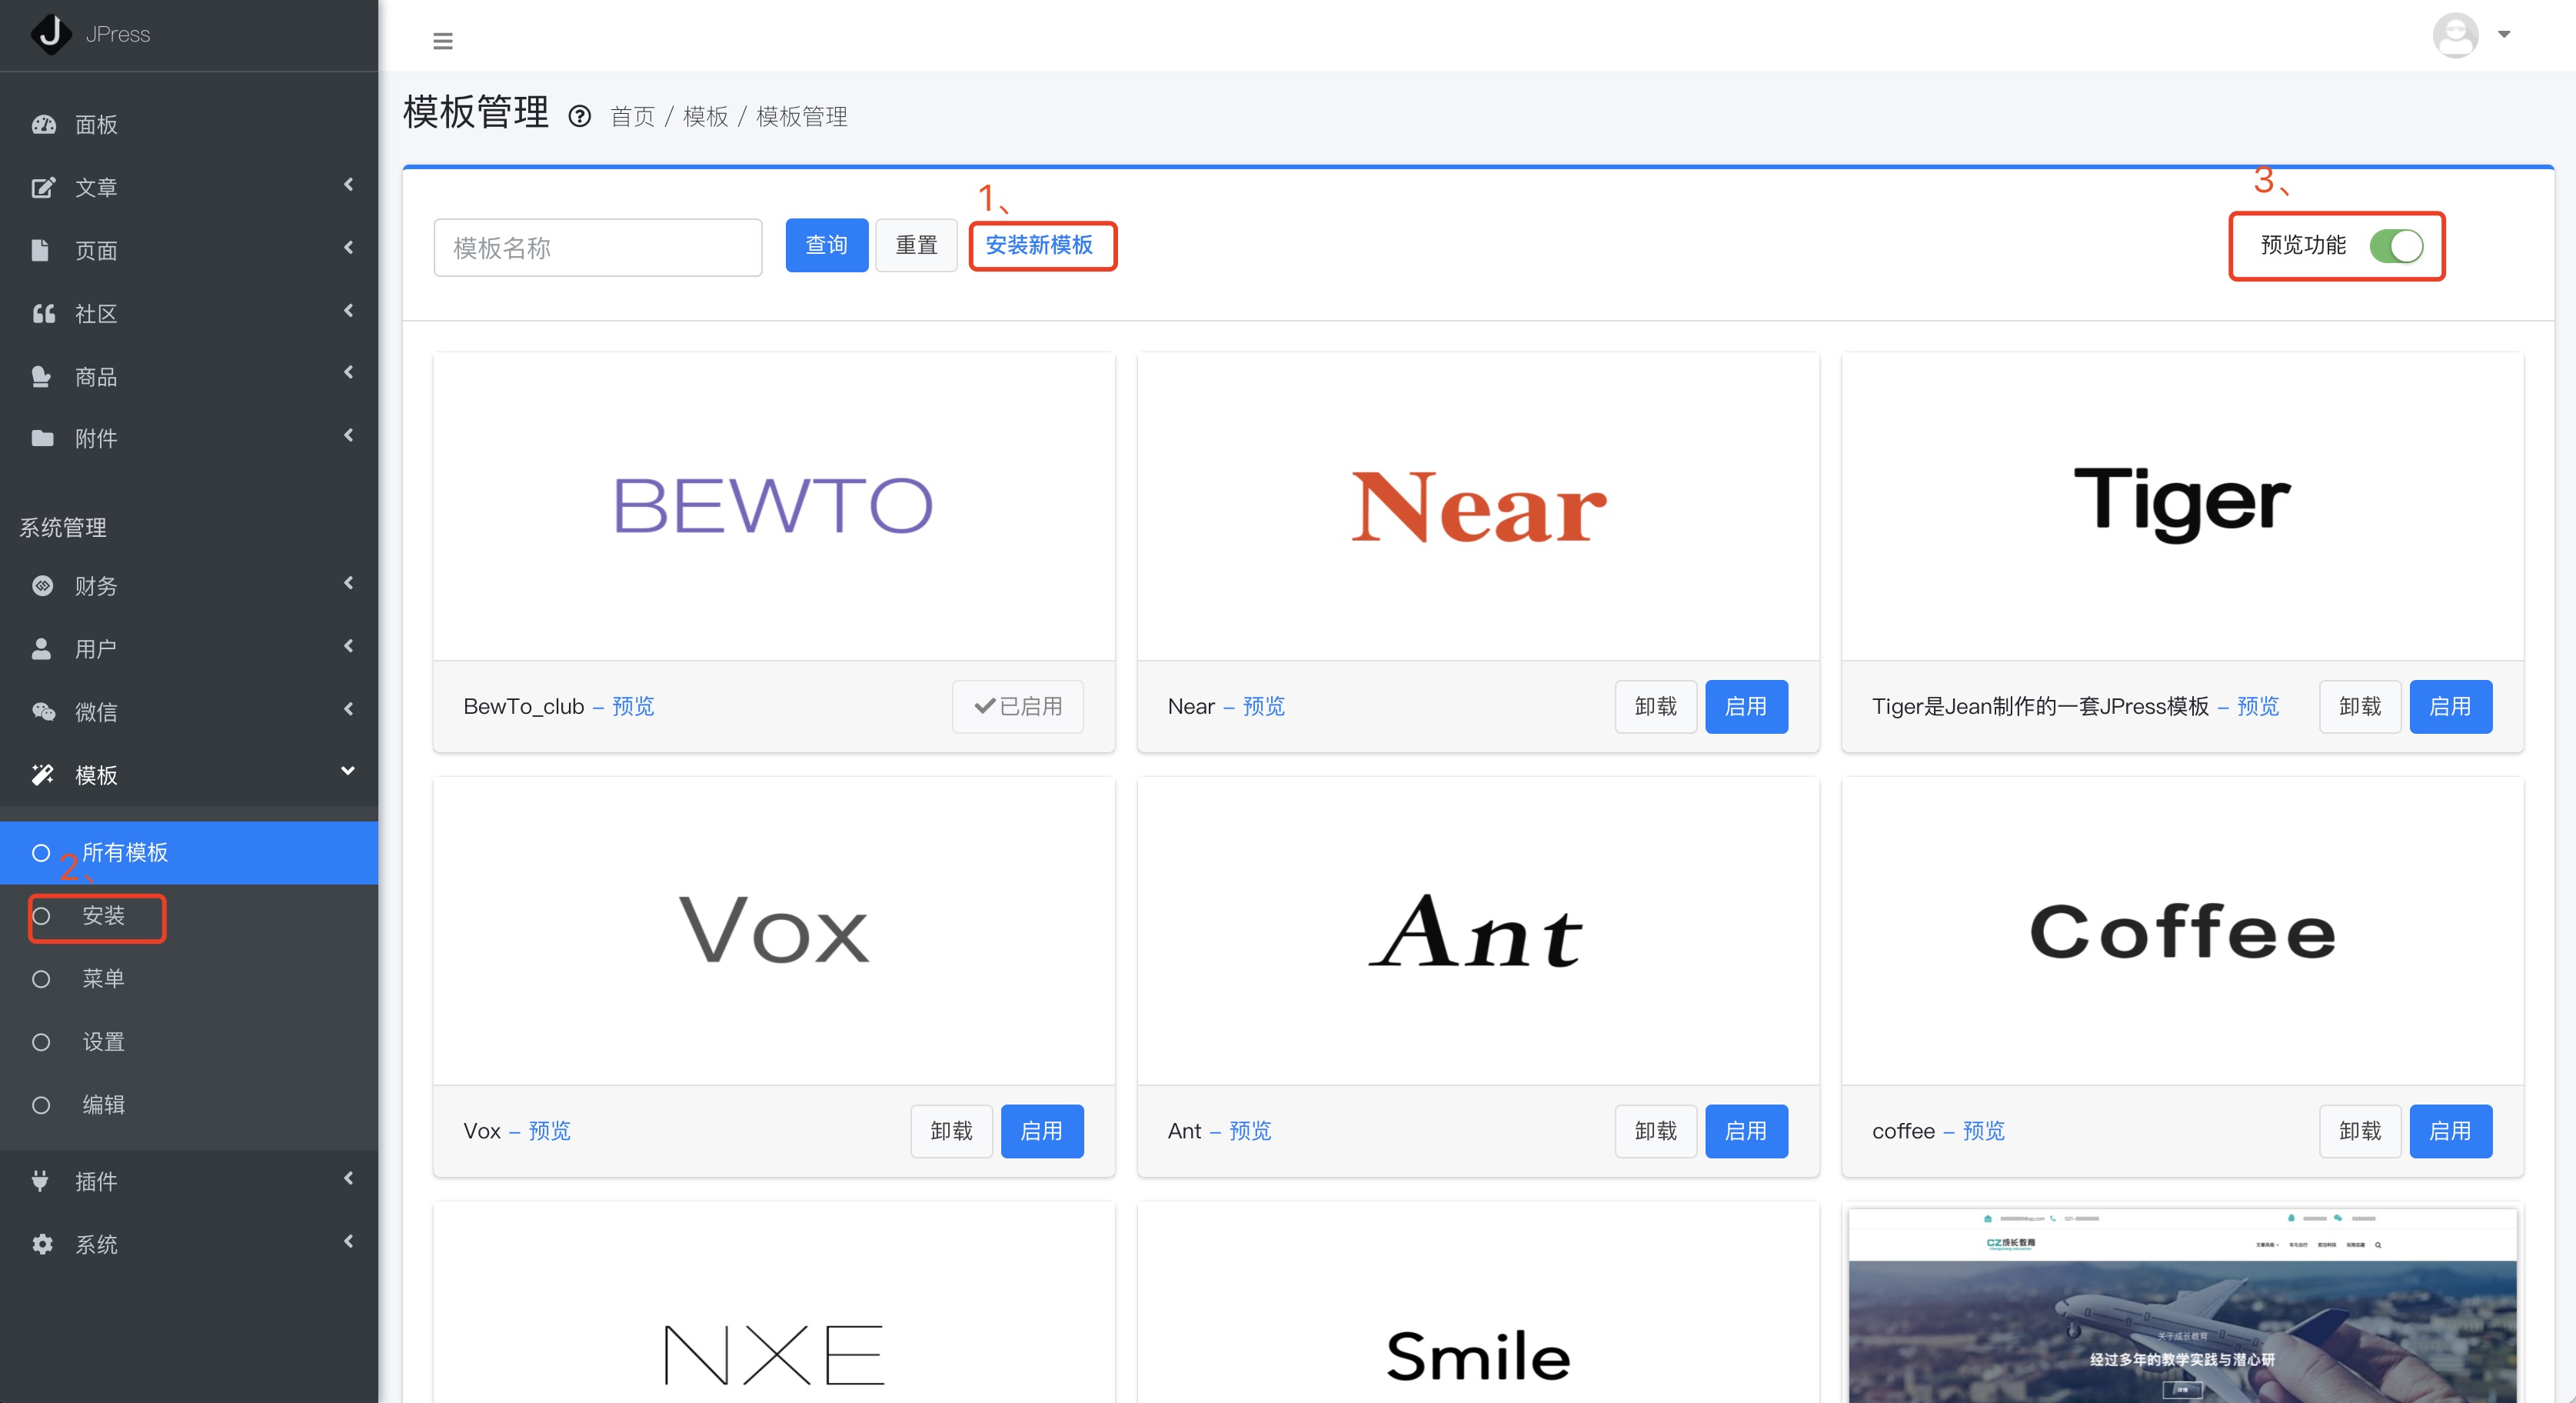 JPress
面板
文章
页面
社区
商品
附件
系统管理
财务
用户
微信
模板
所有模板
2、
安装
菜单
设置
编辑
插件
系统
模板管理 首页 / 模板 / 模板管理
1、
3、
模板名称 查询 重置 安装新模板 预览功能
BEWTO
Near
Tiger
BewTo_club – 预览 已启用
Near – 预览 卸载 启用
Tiger是Jean制作的一套JPress模板 – 预览 卸载 启用
Vox
Ant
Coffee
Vox – 预览 卸载 启用
Ant – 预览 卸载 启用
coffee – 预览 卸载 启用
NXE
Smile
CZ成长教育
关于成长教育
经过多年的教学实践与潜心研
详情